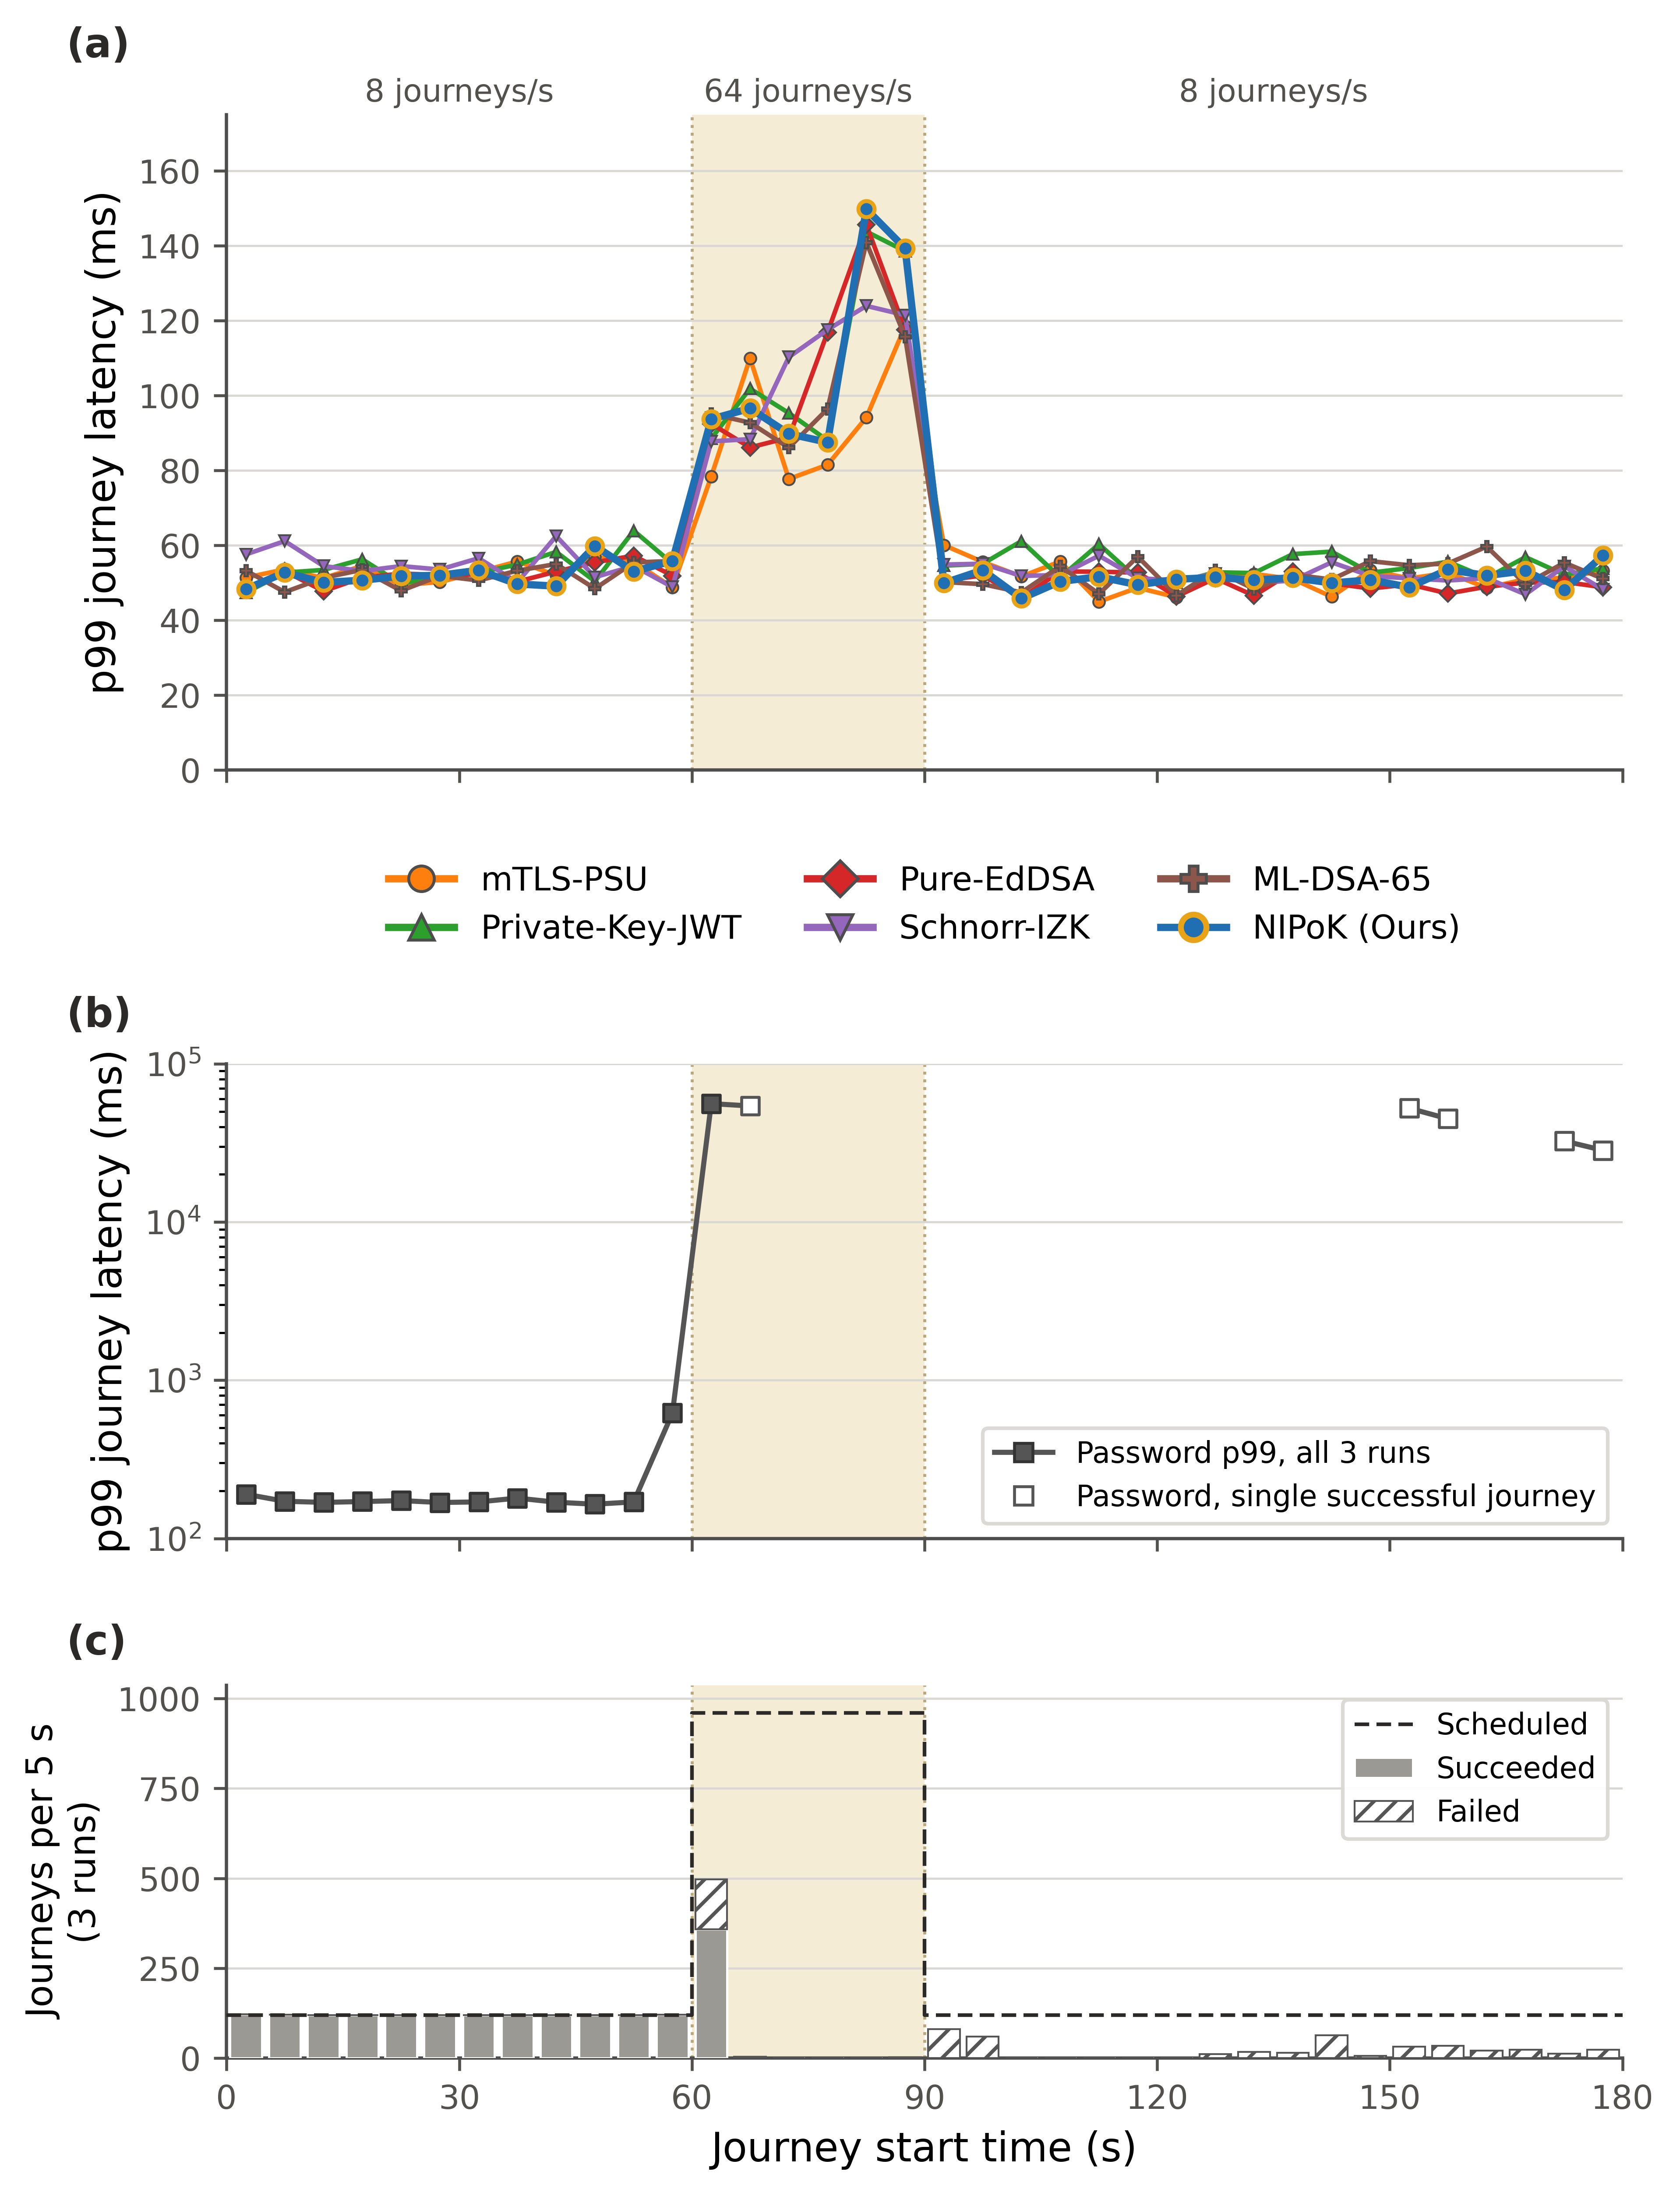 (a)
8 journeys/s 64 journeys/s 8 journeys/s
p99 journey latency (ms)
160
140
120
100
80
60
40
20
0
mTLS-PSU Pure-EdDSA ML-DSA-65
Private-Key-JWT Schnorr-IZK NIPoK (Ours)
(b)
p99 journey latency (ms)
10⁵
10⁴
10³
10²
Password p99, all 3 runs
Password, single successful journey
(c)
Journeys per 5 s
(3 runs)
1000
750
500
250
0
Scheduled
Succeeded
Failed
0 30 60 90 120 150 180
Journey start time (s)